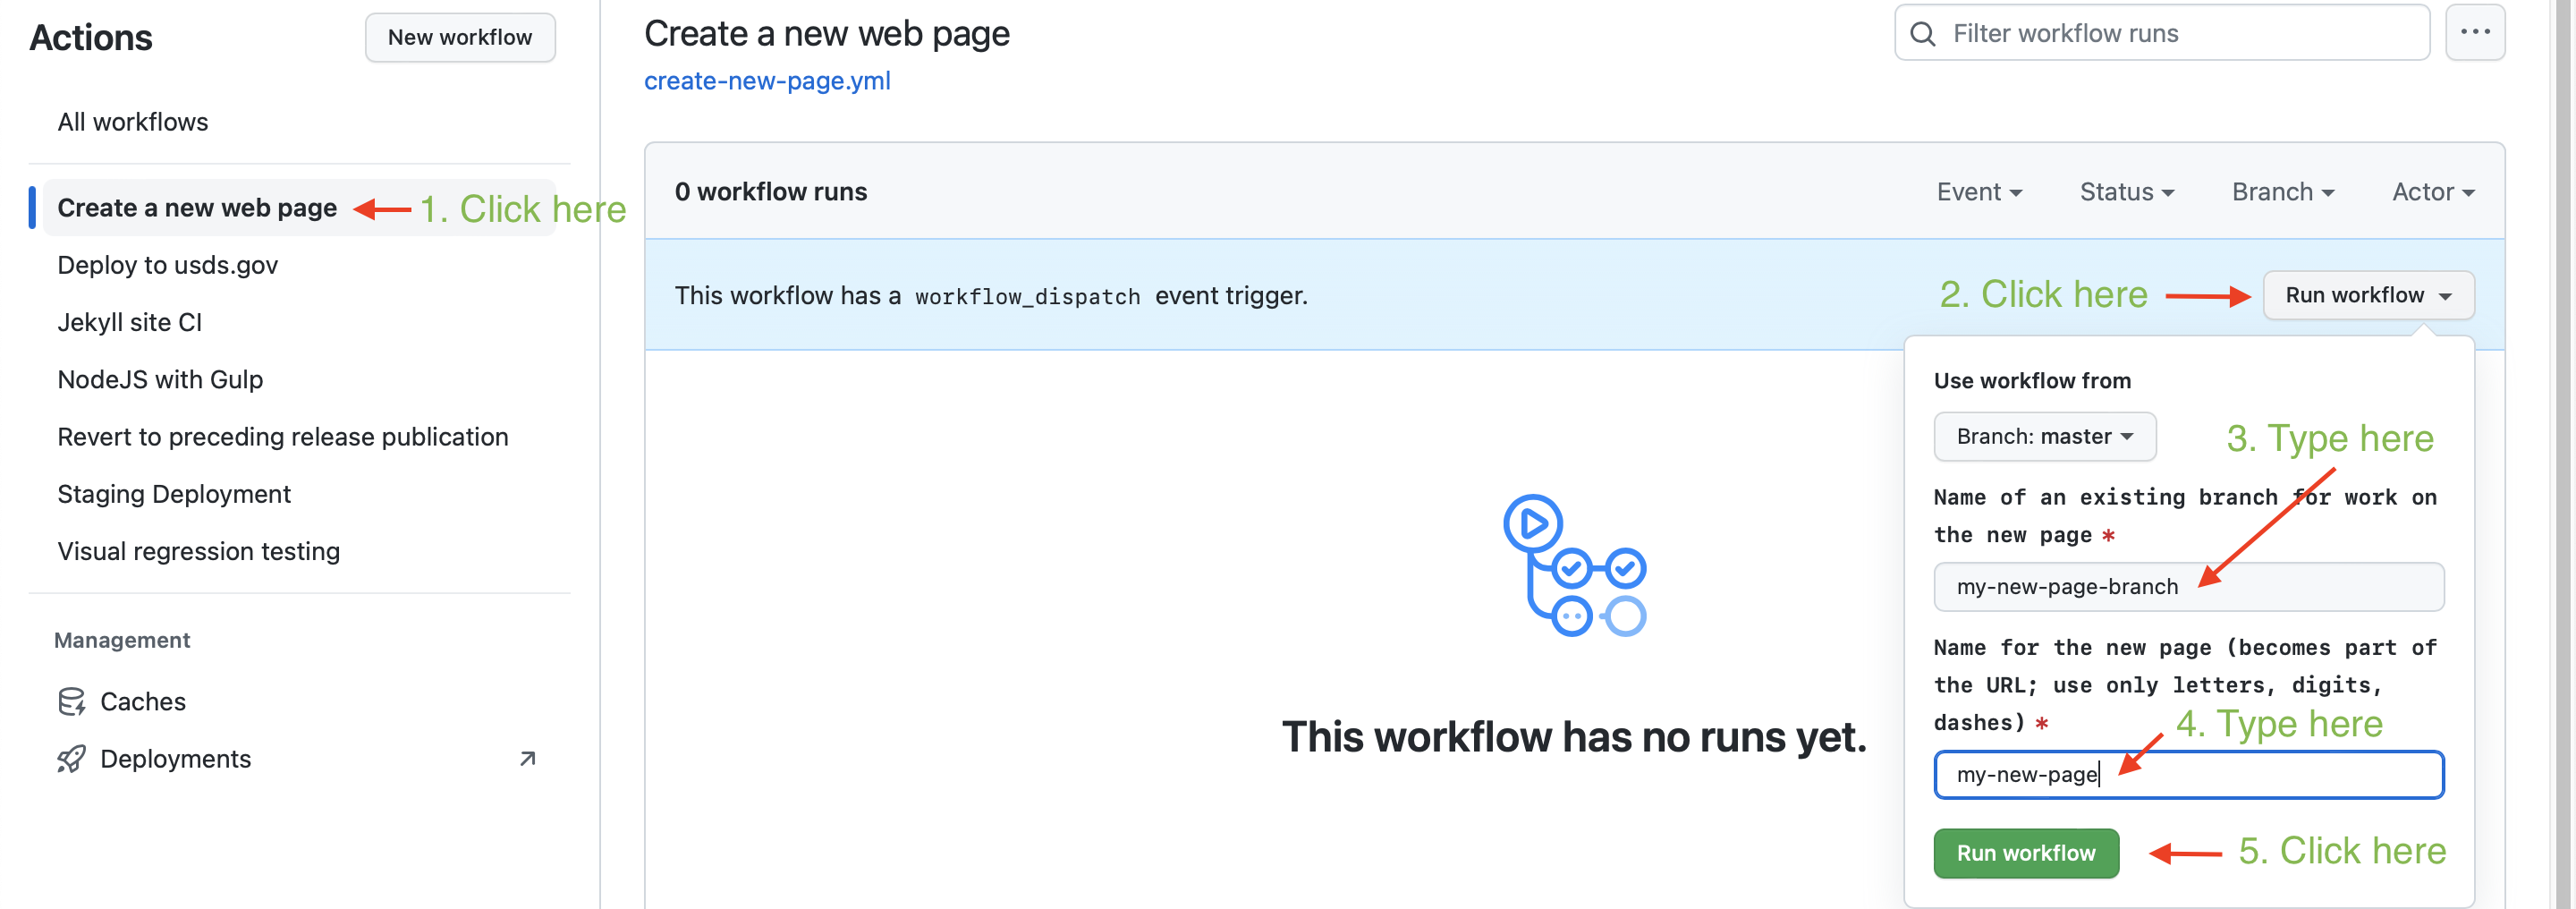 Actions
New workflow
All workflows
Create a new web page
1. Click here
Deploy to usds.gov
Jekyll site CI
NodeJS with Gulp
Revert to preceding release publication
Staging Deployment
Visual regression testing
Management
Caches
Deployments
Create a new web page
create-new-page.yml
Filter workflow runs
0 workflow runs
Event
Status
Branch
Actor
This workflow has a workflow_dispatch event trigger.
2. Click here
Run workflow
Use workflow from
Branch: master
3. Type here
Name of an existing branch for work on
the new page *
my-new-page-branch
Name for the new page (becomes part of
the URL; use only letters, digits,
dashes) *
4. Type here
my-new-page
Run workflow
5. Click here
This workflow has no runs yet.